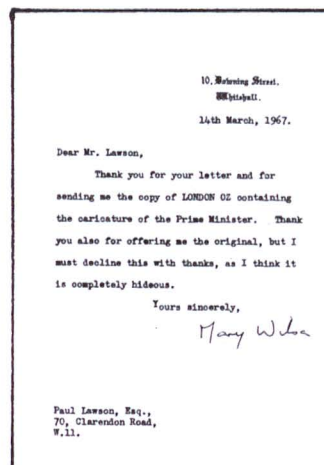 10, Downing Street,
Whitehall.
14th March, 1967.
Dear Mr. Lawson,
Thank you for your letter and for
sending me the copy of LONDON OZ containing
the caricature of the Prime Minister. Thank
you also for offering me the original, but I
must decline this with thanks, as I think it
is completely hideous.
Yours sincerely,
Mary Wilson
Paul Lawson, Esq.,
70, Clarendon Road,
W.11.